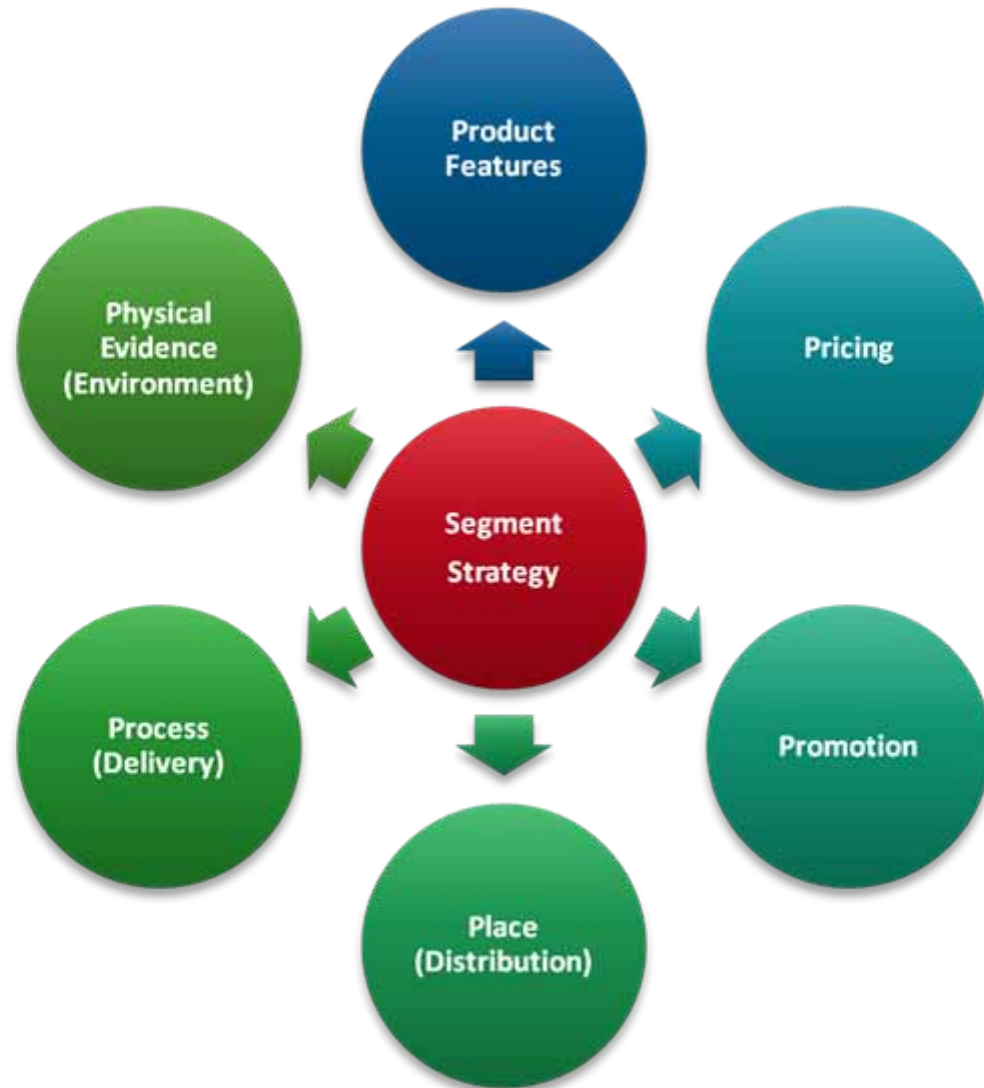 Product
Features
Pricing
Promotion
Place
(Distribution)
Process
(Delivery)
Physical
Evidence
(Environment)
Segment
Strategy